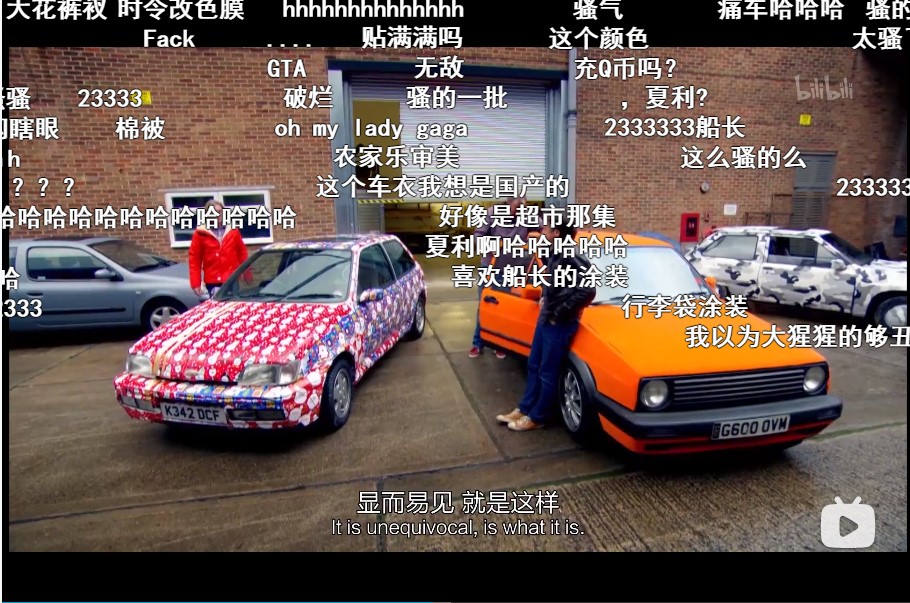 大花裤衩 时令改色膜 hhhhhhhhhhhhhh 骚气 痛车哈哈哈 骚的
Fack .... 贴满满吗 这个颜色 太骚了
GTA 无敌 充Q币吗？
骚 23333 破烂 骚的一批 ，夏利？ bilibili
瞎眼 棉被 oh my lady gaga 2333333船长
h 农家乐审美 这么骚的么
？？？ 这个车衣我想是国产的 233333
哈哈哈哈哈哈哈哈哈哈哈哈 好像是超市那集
夏利啊哈哈哈哈哈
哈 喜欢船长的涂装
333 行李袋涂装
我以为大猩猩的够丑
K342 DCF
G600 OVM
显而易见 就是这样
It is unequivocal, is what it is.